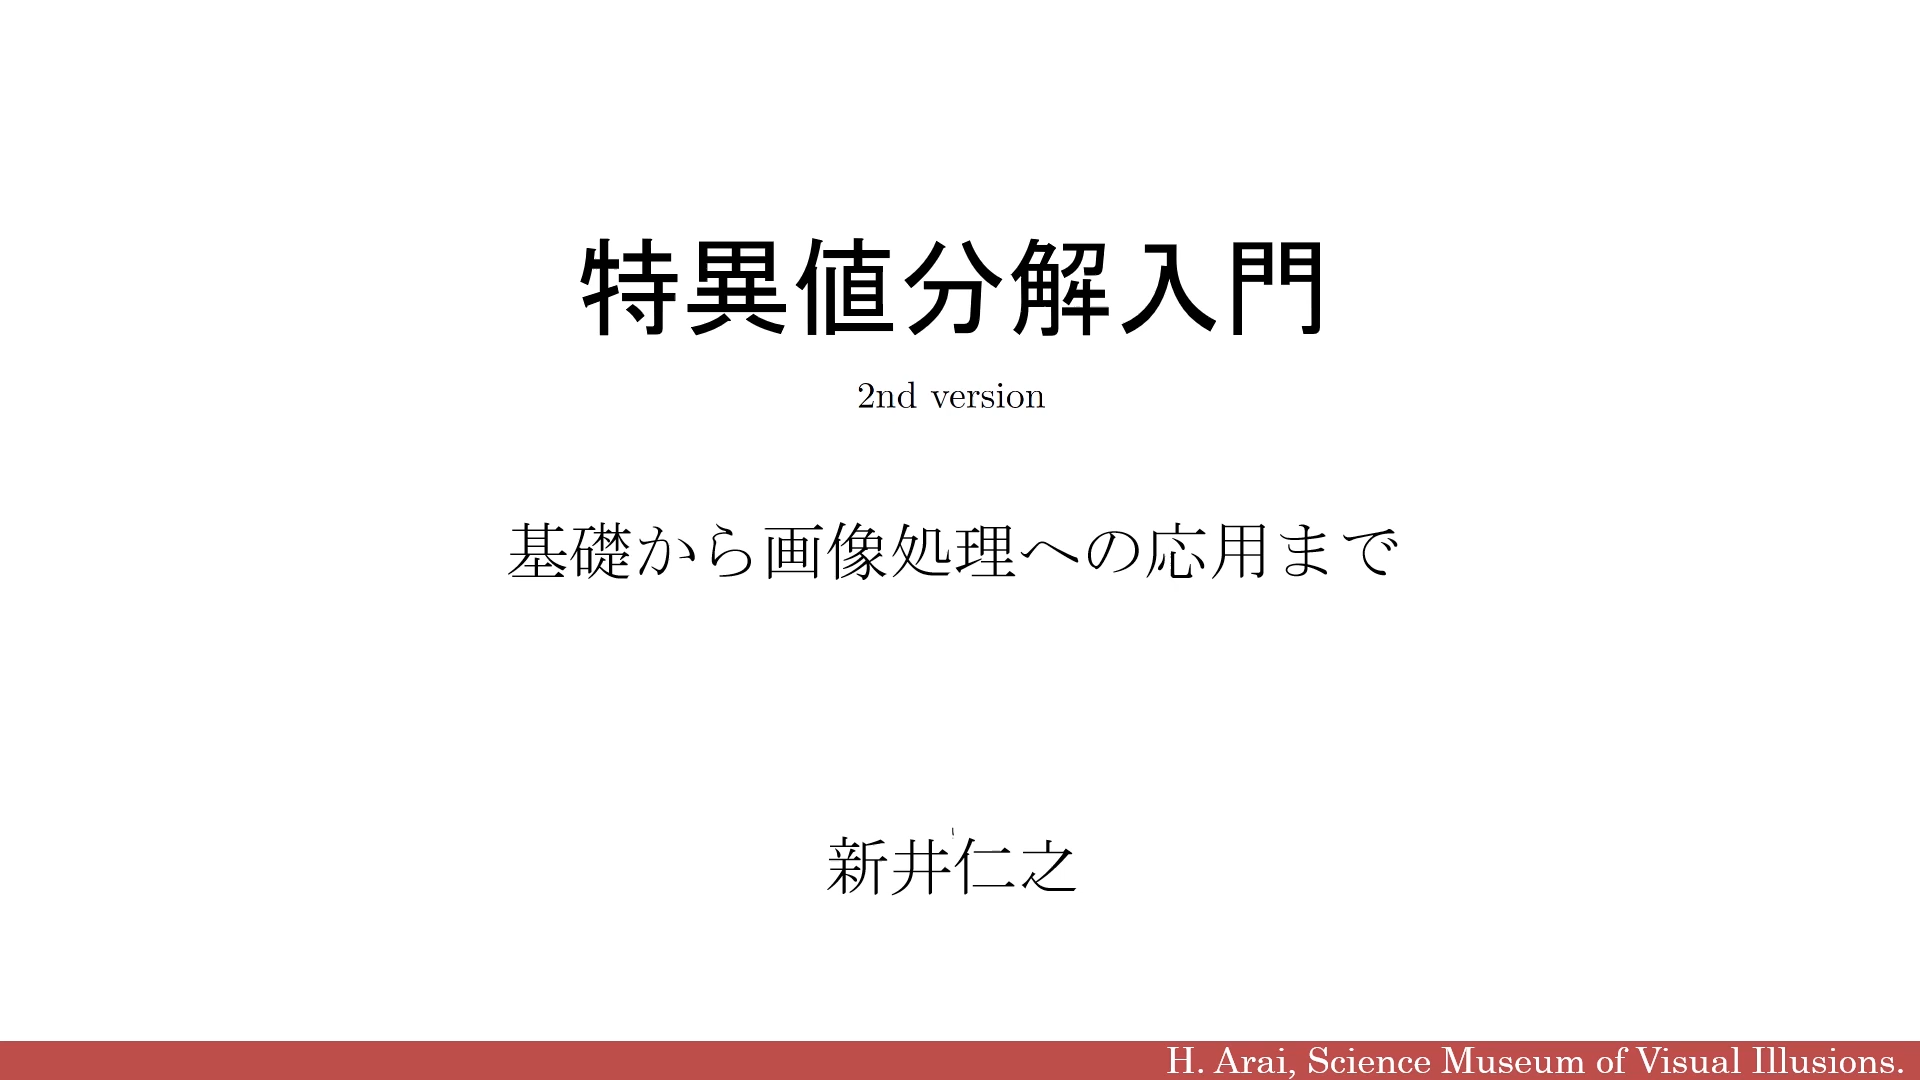 特異値分解入門
2nd version
基礎から画像処理への応用まで
新井仁之
H. Arai, Science Museum of Visual Illusions.